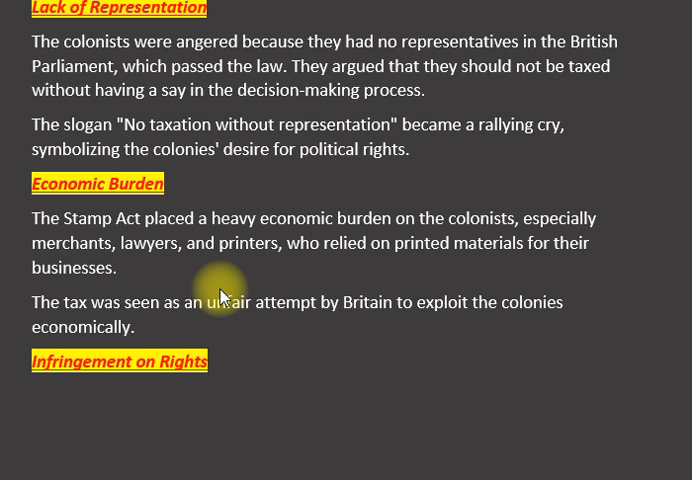 Lack of Representation
The colonists were angered because they had no representatives in the British
Parliament, which passed the law. They argued that they should not be taxed
without having a say in the decision-making process.
The slogan "No taxation without representation" became a rallying cry,
symbolizing the colonies' desire for political rights.
Economic Burden
The Stamp Act placed a heavy economic burden on the colonists, especially
merchants, lawyers, and printers, who relied on printed materials for their
businesses.
The tax was seen as an unfair attempt by Britain to exploit the colonies
economically.
Infringement on Rights